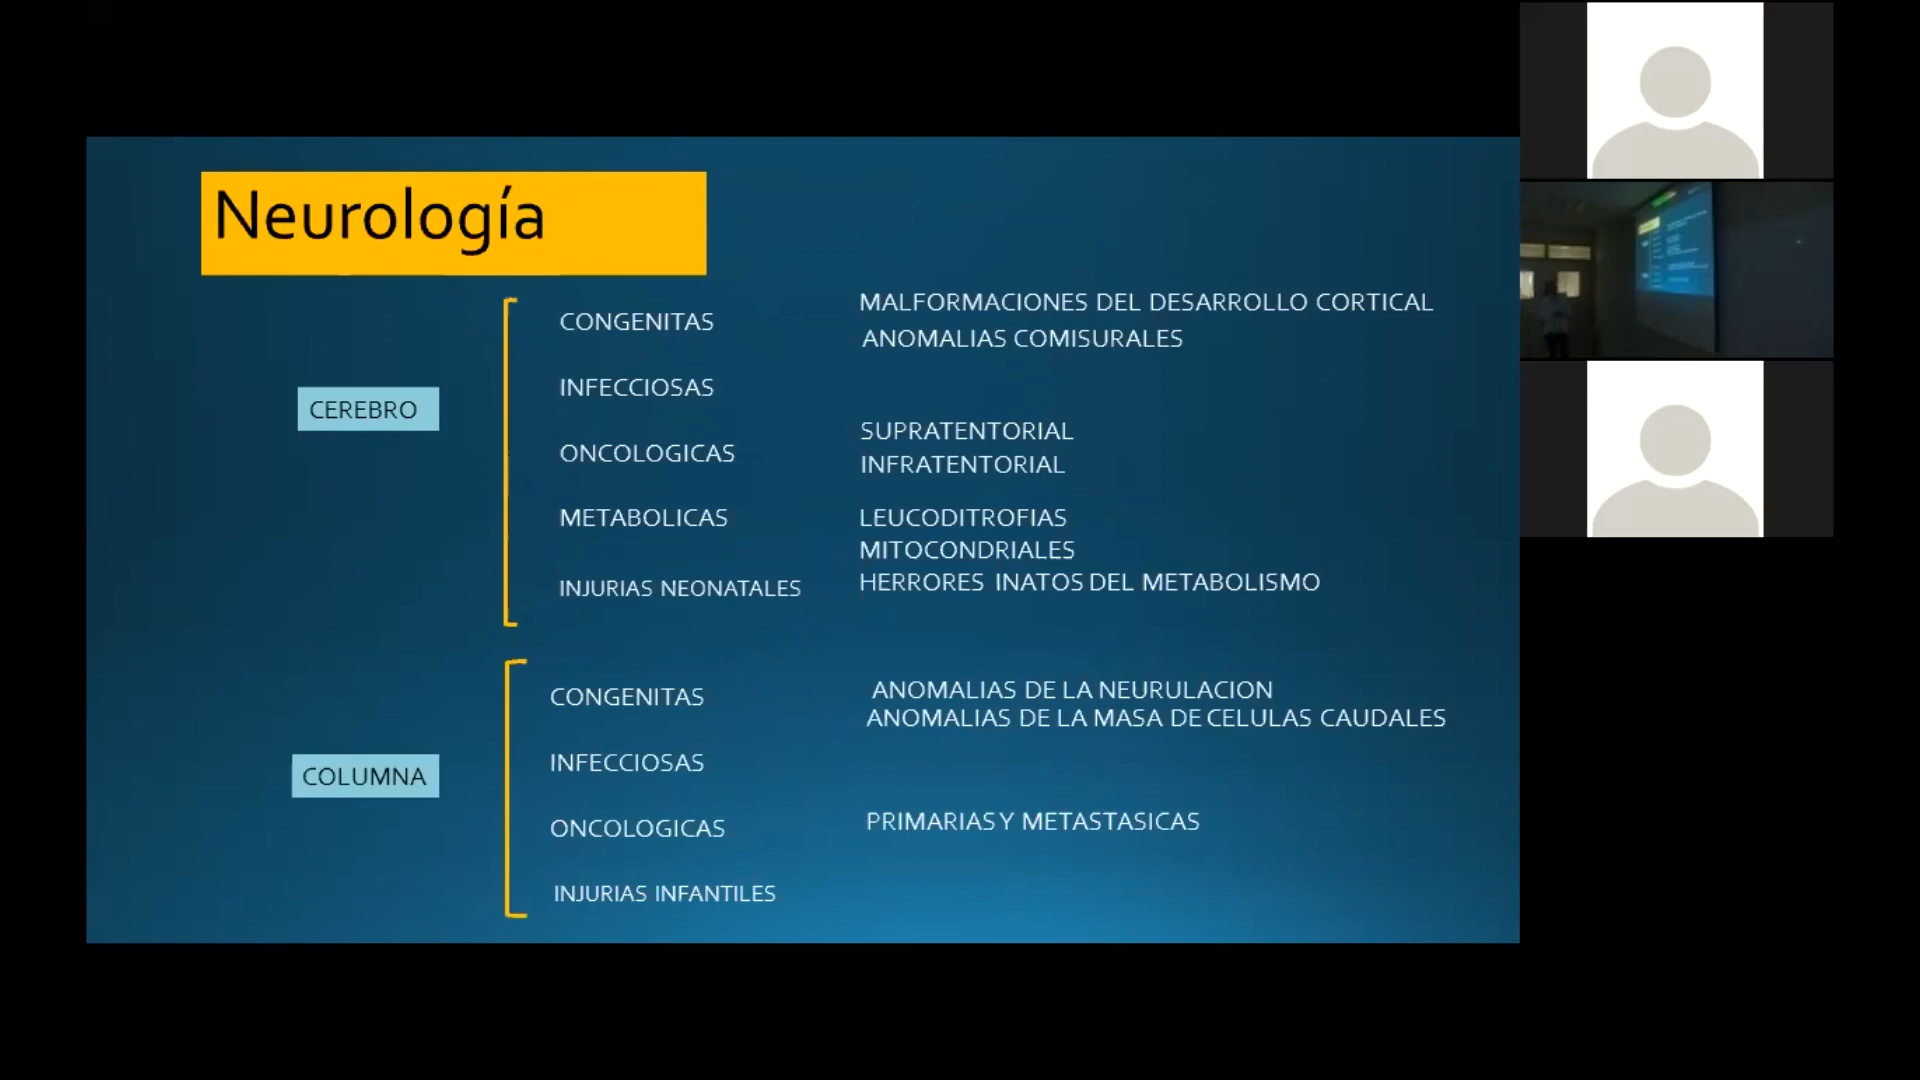 Neurología
CEREBRO
CONGENITAS
MALFORMACIONES DEL DESARROLLO CORTICAL
ANOMALIAS COMISURALES
INFECCIOSAS
ONCOLOGICAS
SUPRATENTORIAL
INFRATENTORIAL
METABOLICAS
LEUCODITROFIAS
MITOCONDRIALES
HERRORES INATOS DEL METABOLISMO
INJURIAS NEONATALES
COLUMNA
CONGENITAS
ANOMALIAS DE LA NEURULACION
ANOMALIAS DE LA MASA DE CELULAS CAUDALES
INFECCIOSAS
ONCOLOGICAS
PRIMARIAS Y METASTASICAS
INJURIAS INFANTILES